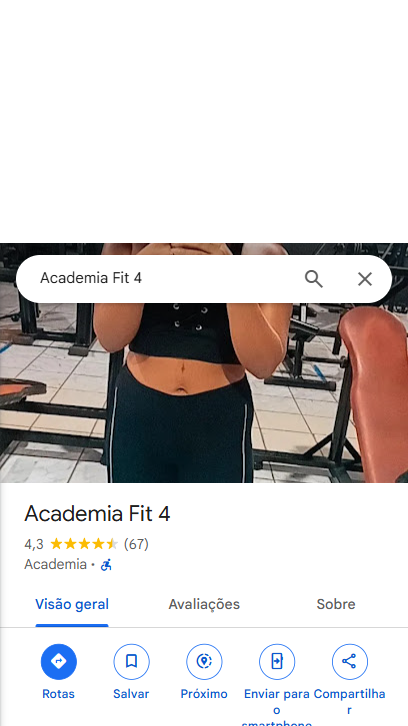 Academia Fit 4
Academia Fit 4
4,3 (67)
Academia ·
Visão geral Avaliações Sobre
Rotas Salvar Próximo Enviar para Compartilha
o r
smartphone